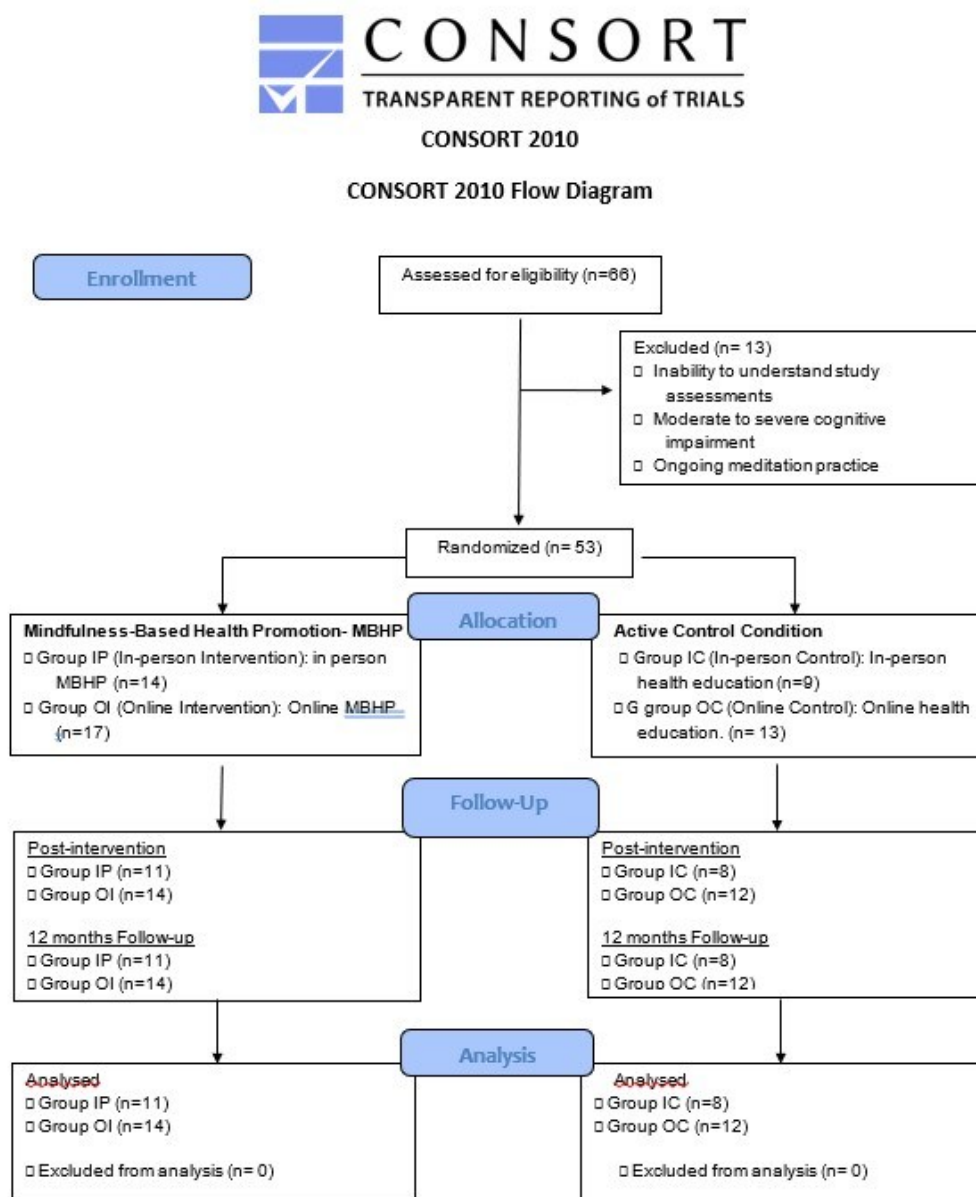 CONSORT
TRANSPARENT REPORTING of TRIALS
CONSORT 2010
CONSORT 2010 Flow Diagram
Enrollment
Assessed for eligibility (n=66)
Excluded (n= 13)
Inability to understand study
assessments
Moderate to severe cognitive
impairment
Ongoing meditation practice
Randomized (n= 53)
Allocation
Mindfulness-Based Health Promotion- MBHP
Group IP (In-person Intervention): in person
MBHP (n=14)
Group OI (Online Intervention): Online MBHP
(n=17)
Active Control Condition
Group IC (In-person Control): In-person
health education (n=9)
G group OC (Online Control): Online health
education. (n= 13)
Follow-Up
Post-intervention
Group IP (n=11)
Group OI (n=14)
12 months Follow-up
Group IP (n=11)
Group OI (n=14)
Post-intervention
Group IC (n=8)
Group OC (n=12)
12 months Follow-up
Group IC (n=8)
Group OC (n=12)
Analysis
Analysed
Group IP (n=11)
Group OI (n=14)
Excluded from analysis (n= 0)
Analysed
Group IC (n=8)
Group OC (n=12)
Excluded from analysis (n= 0)